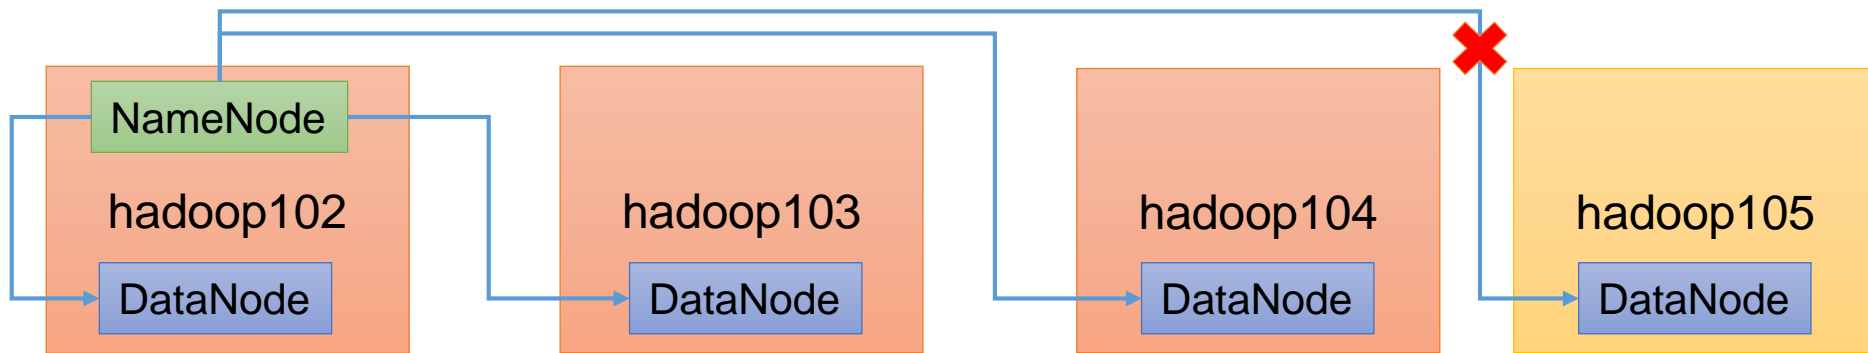 NameNode
hadoop102
DataNode
hadoop103
DataNode
hadoop104
DataNode
hadoop105
DataNode